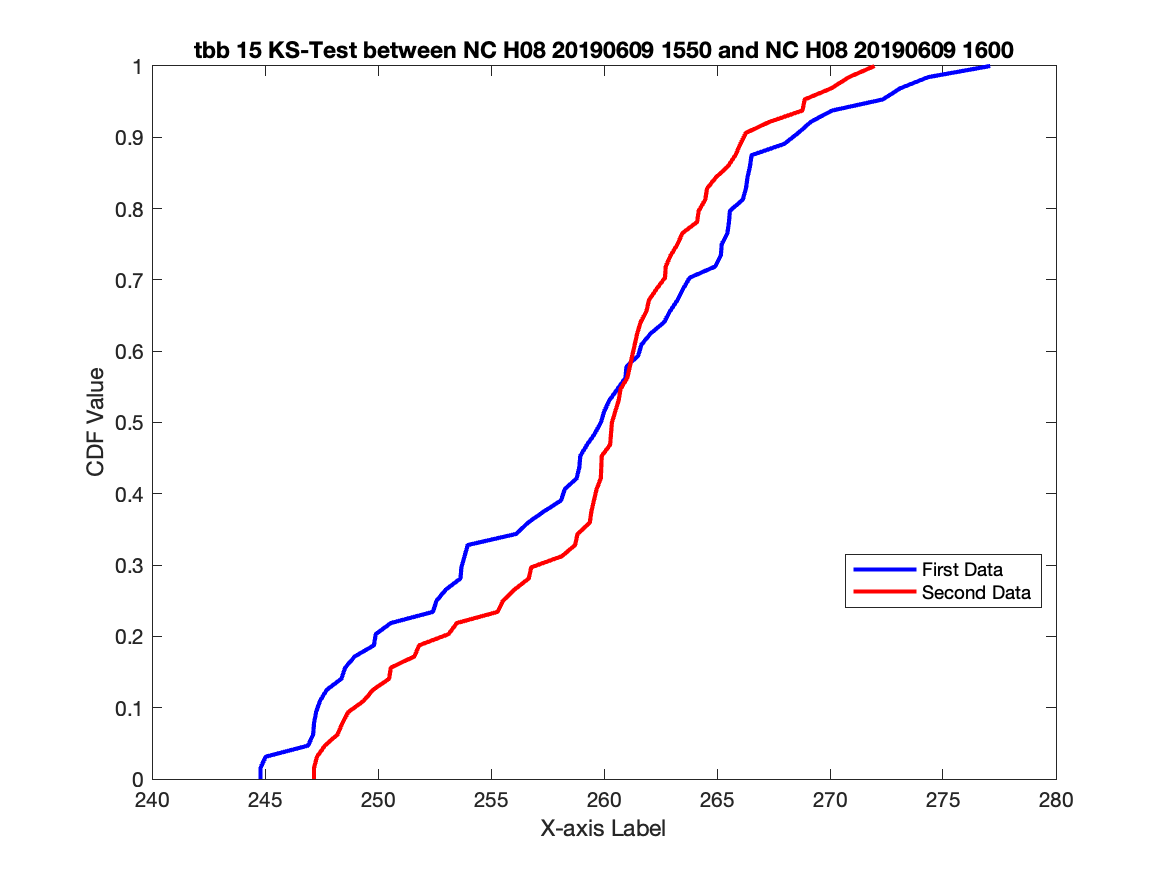 tbb 15 KS-Test between NC H08 20190609 1550 and NC H08 20190609 1600
1
0.9
0.8
0.7
0.6
0.5
0.4
0.3
0.2
0.1
0
CDF Value
First Data
Second Data
240 245 250 255 260 265 270 275 280
X-axis Label